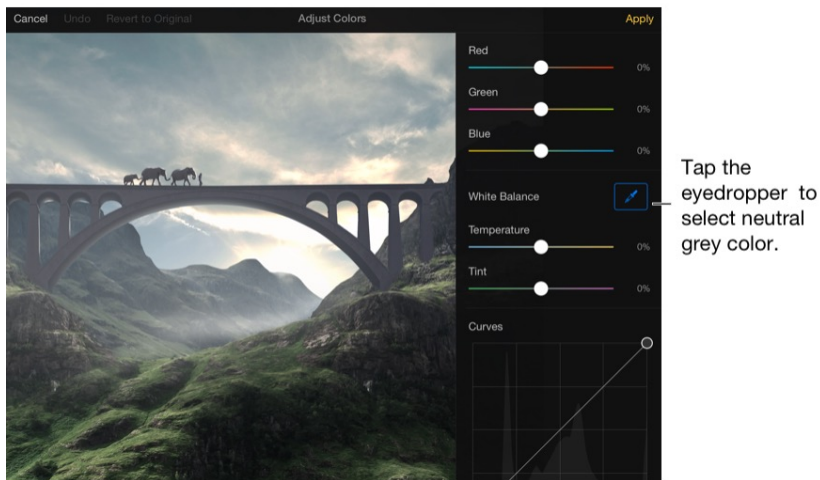 Cancel Undo Revert to Original Adjust Colors Apply
Red
0%
Green
0%
Blue
0%
White Balance
Temperature
0%
Tint
0%
Curves
Tap the
eyedropper to
select neutral
grey color.